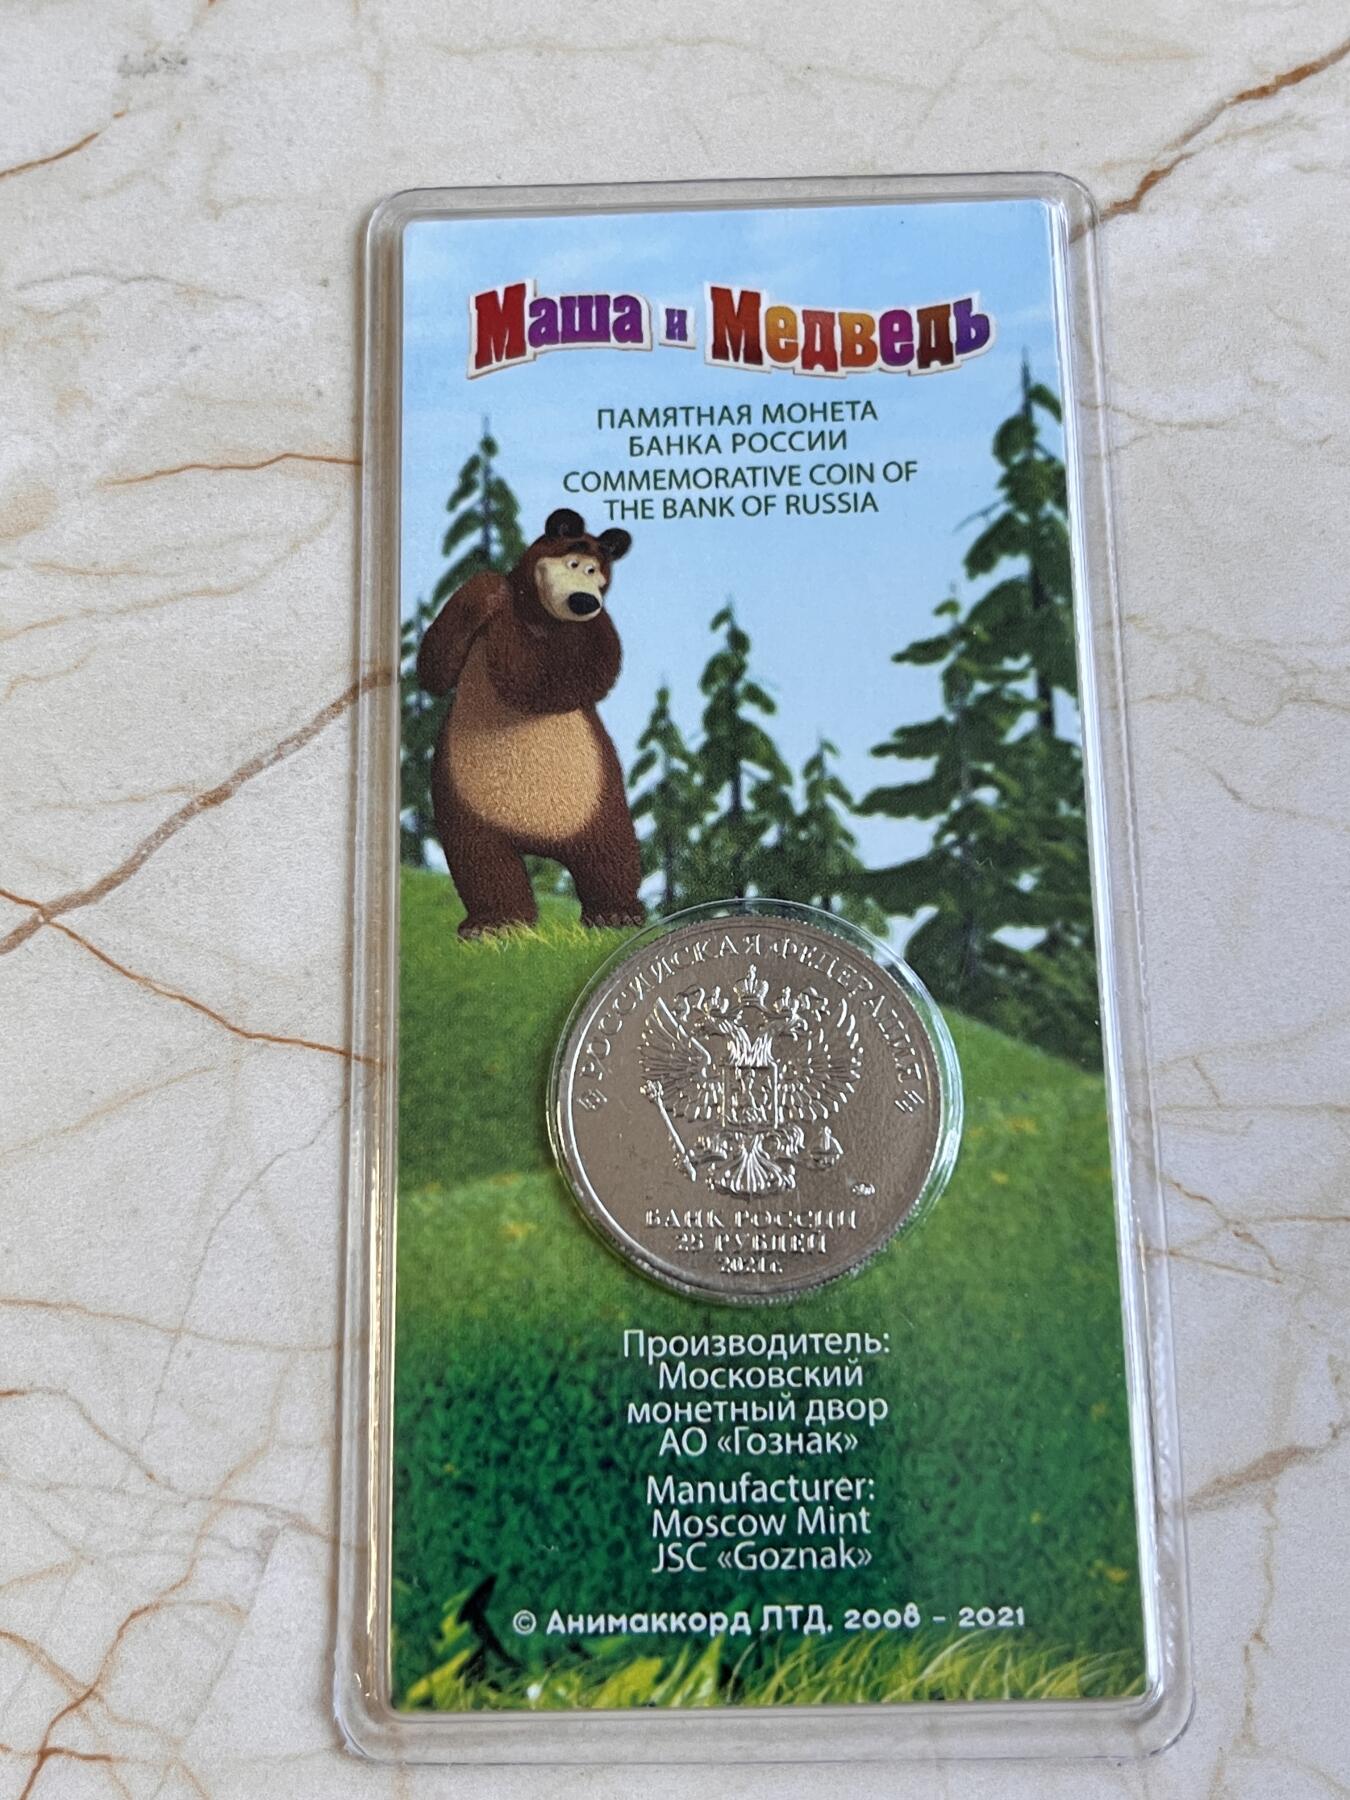 Маша и Медведь
ПАМЯТНАЯ МОНЕТА
БАНКА РОССИИ
COMMEMORATIVE COIN OF
THE BANK OF RUSSIA
РОССИЙСКАЯ ФЕДЕРАЦИЯ
БАНК РОССИИ
25 РУБЛЕЙ
2021 г.
Производитель:
Московский
монетный двор
АО «Гознак»
Manufacturer:
Moscow Mint
JSC «Goznak»
© Анимаккорд ЛТД, 2008 - 2021